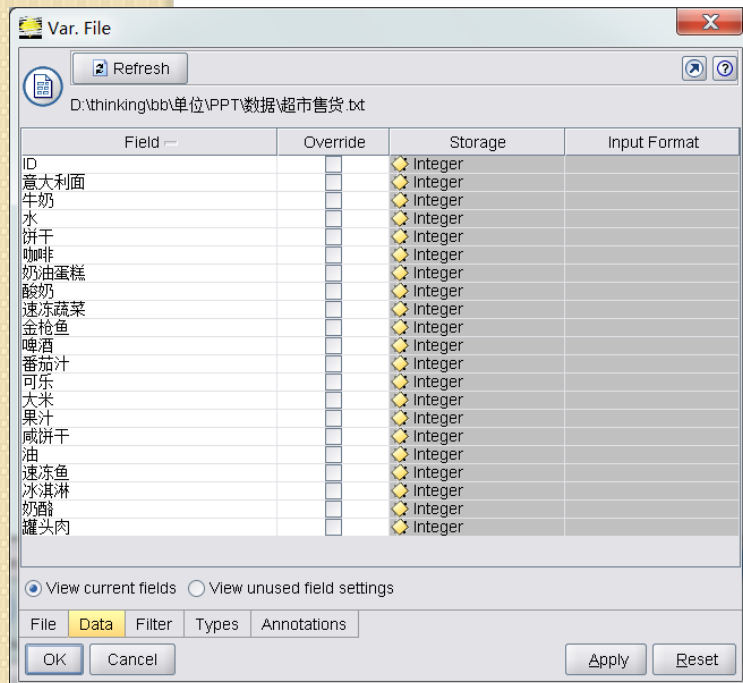 Var. File
Refresh
D:\thinking\bb\单位\PPT\数据\超市售货.txt
Field Override Storage Input Format
ID Integer
意大利面 Integer
牛奶 Integer
水 Integer
饼干 Integer
咖啡 Integer
奶油蛋糕 Integer
酸奶 Integer
速冻蔬菜 Integer
金枪鱼 Integer
啤酒 Integer
番茄汁 Integer
可乐 Integer
大米 Integer
果汁 Integer
咸饼干 Integer
油 Integer
速冻鱼 Integer
冰淇淋 Integer
奶酪 Integer
罐头肉 Integer
View current fields View unused field settings
File Data Filter Types Annotations
OK Cancel Apply Reset